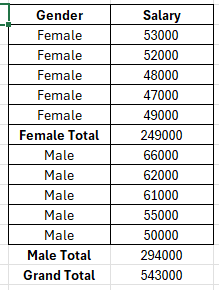 Gender Salary
Female 53000
Female 52000
Female 48000
Female 47000
Female 49000
Female Total 249000
Male 66000
Male 62000
Male 61000
Male 55000
Male 50000
Male Total 294000
Grand Total 543000